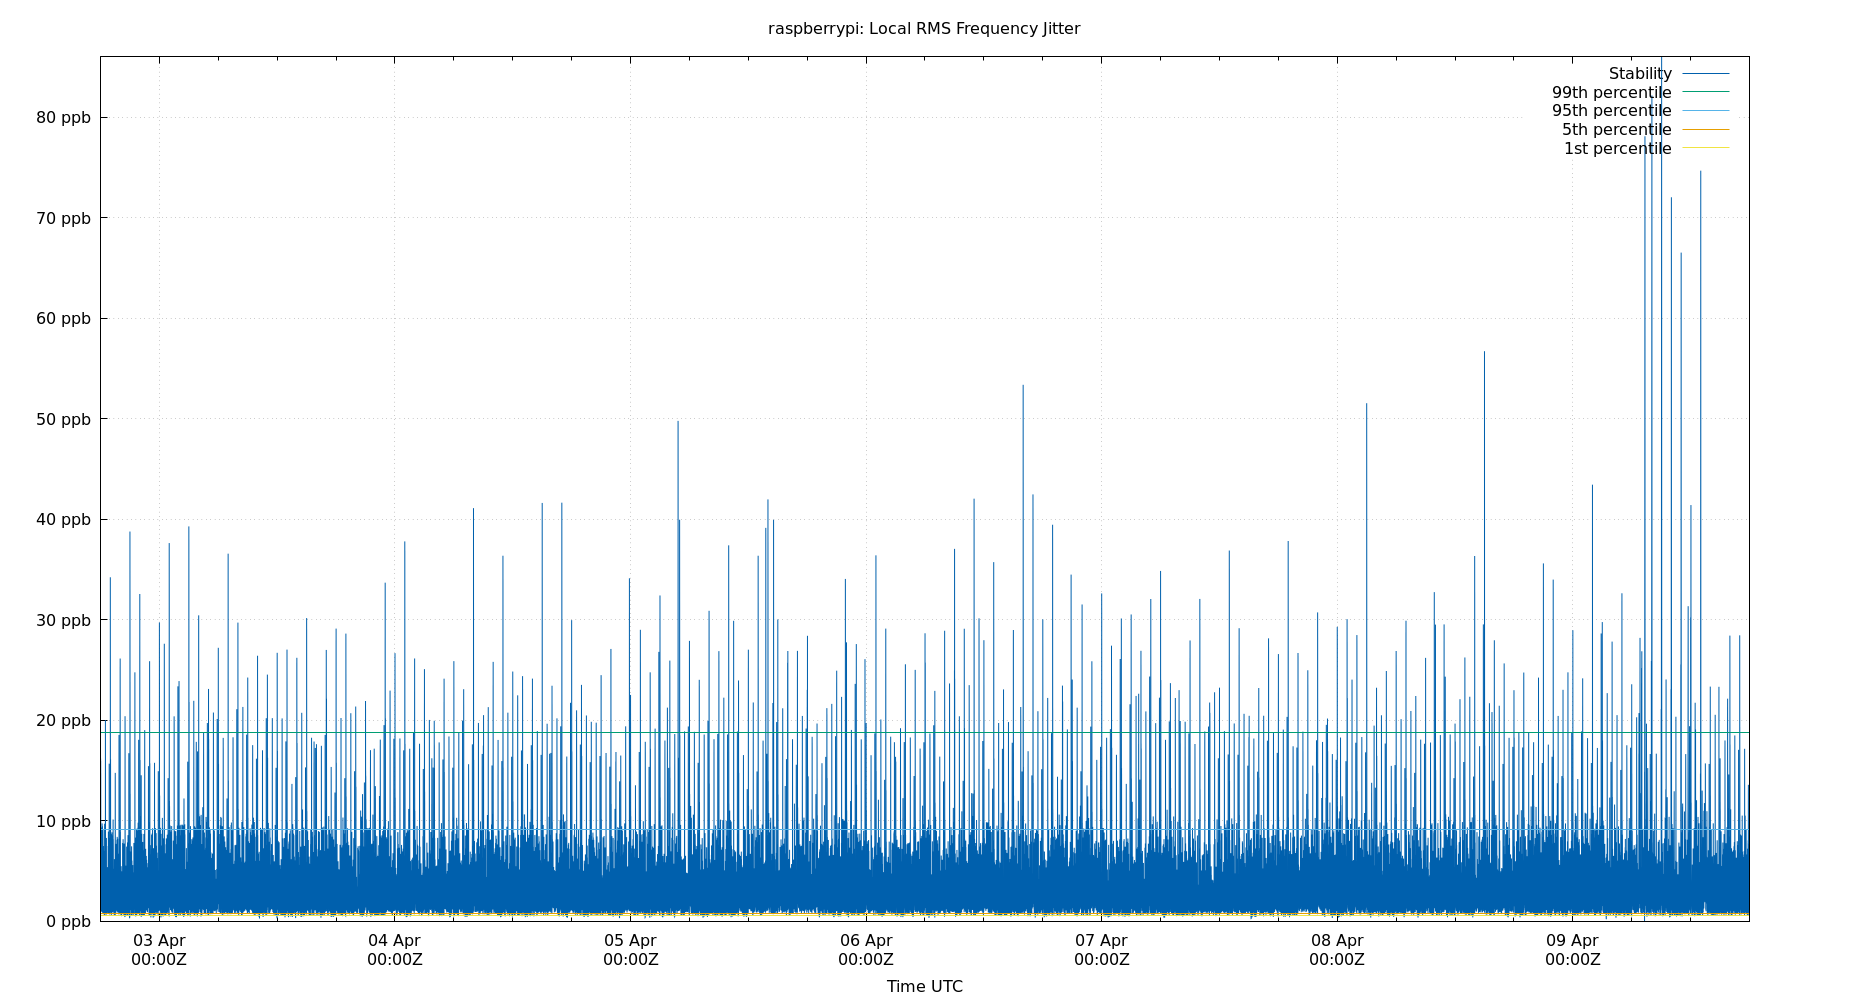 raspberrypi: Local RMS Frequency Jitter
Stability
99th percentile
95th percentile
5th percentile
1st percentile
80 ppb
70 ppb
60 ppb
50 ppb
40 ppb
30 ppb
20 ppb
10 ppb
0 ppb
03 Apr 04 Apr 05 Apr 06 Apr 07 Apr 08 Apr 09 Apr
00:00Z 00:00Z 00:00Z 00:00Z 00:00Z 00:00Z 00:00Z
Time UTC